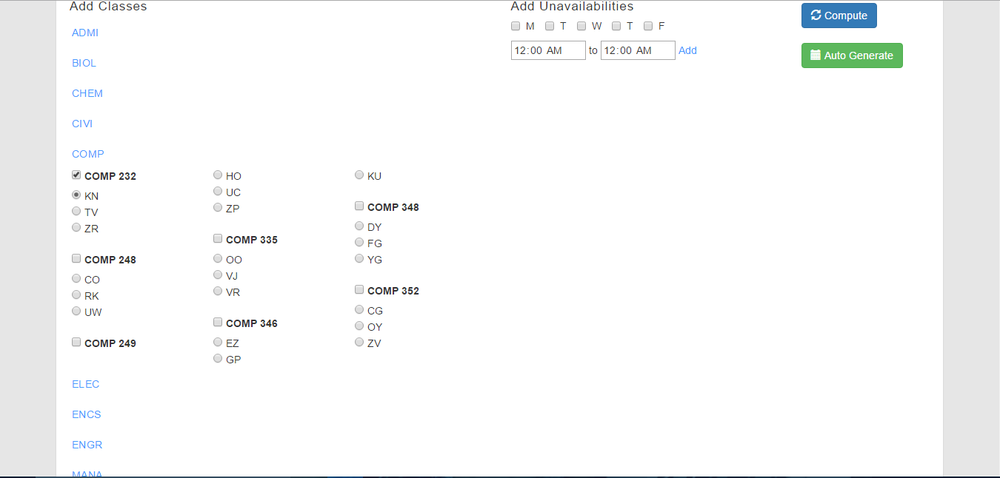 Add Classes
ADMI
BIOL
CHEM
CIVI
COMP
COMP 232
KN
TV
ZR
COMP 248
CO
RK
UW
COMP 249
HO
UC
ZP
COMP 335
OO
VJ
VR
COMP 346
EZ
GP
KU
COMP 348
DY
FG
YG
COMP 352
CG
OY
ZV
ELEC
ENCS
ENGR
MANA
Add Unavailabilities
M T W T F
12:00 AM to 12:00 AM Add
Compute
Auto Generate